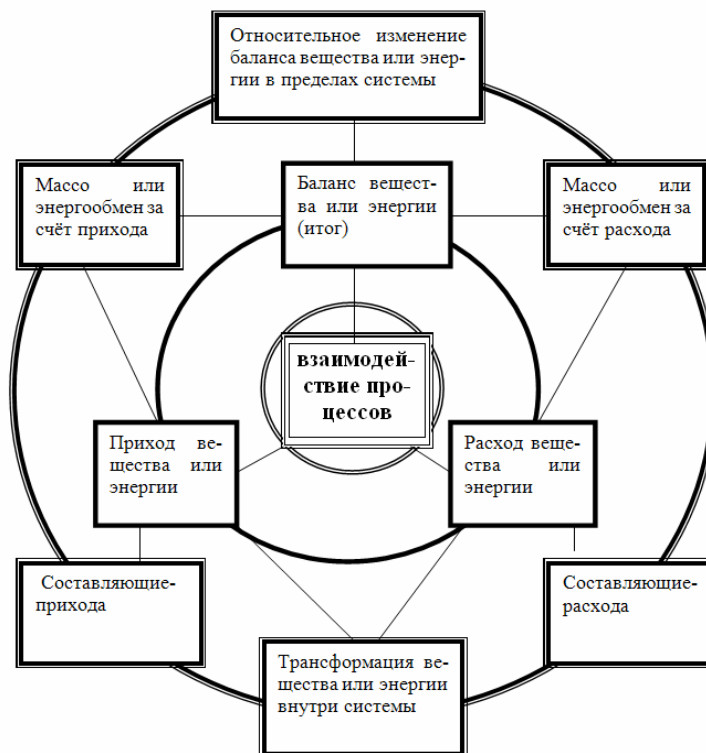 Относительное изменение
баланса вещества или энер-
гии в пределах системы
Массо или
энергообмен за
счёт прихода
Баланс вещест-
ва или энергии
(итог)
Массо или
энергообмен за
счёт расхода
взаимодей-
ствие про-
цессов
Приход ве-
щества или
энергии
Расход веще-
ства или
энергии
Составляющие-
прихода
Составляющие-
расхода
Трансформация ве-
щества или энергии
внутри системы